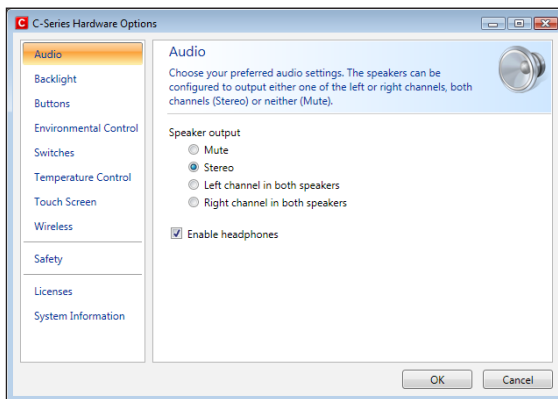 C C-Series Hardware Options
Audio
Backlight
Buttons
Environmental Control
Switches
Temperature Control
Touch Screen
Wireless
Safety
Licenses
System Information
Audio
Choose your preferred audio settings. The speakers can be
configured to output either one of the left or right channels, both
channels (Stereo) or neither (Mute).
Speaker output
Mute
Stereo
Left channel in both speakers
Right channel in both speakers
Enable headphones
OK
Cancel